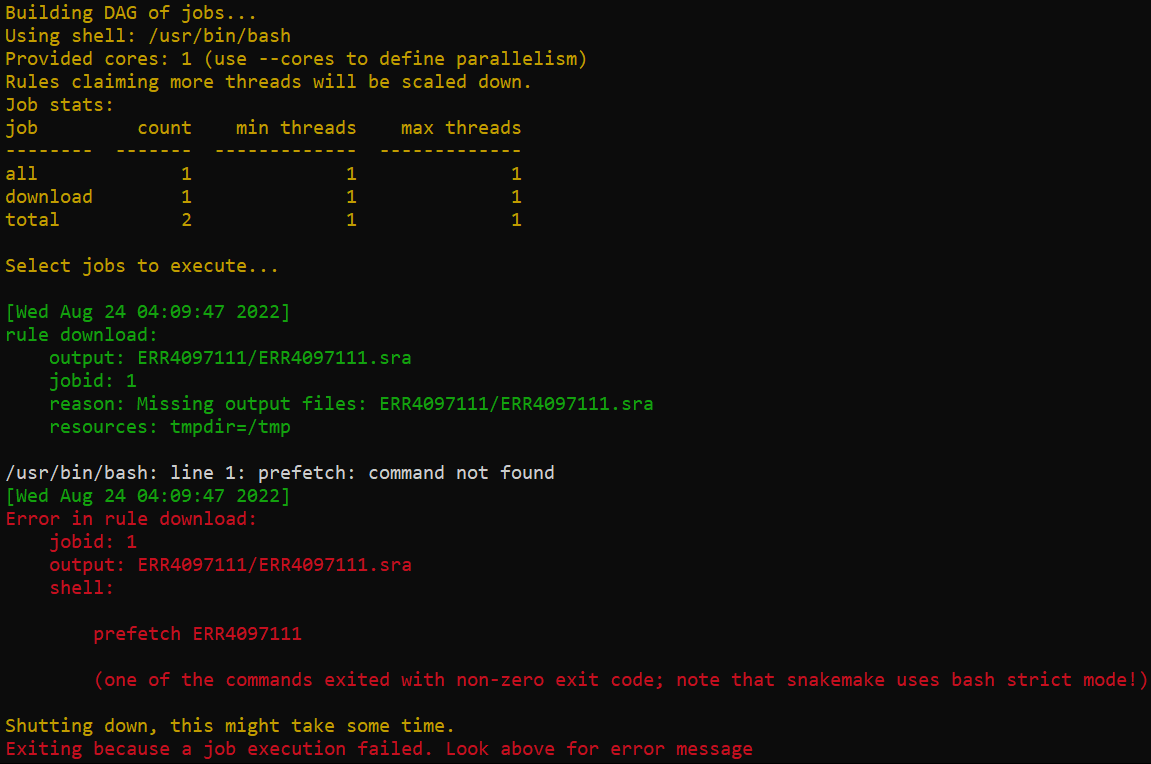 Building DAG of jobs...
Using shell: /usr/bin/bash
Provided cores: 1 (use --cores to define parallelism)
Rules claiming more threads will be scaled down.
Job stats:
job         count    min threads    max threads
--------  -------  -------------  -------------
all             1              1              1
download        1              1              1
total           2              1              1

Select jobs to execute...

[Wed Aug 24 04:09:47 2022]
rule download:
    output: ERR4097111/ERR4097111.sra
    jobid: 1
    reason: Missing output files: ERR4097111/ERR4097111.sra
    resources: tmpdir=/tmp

/usr/bin/bash: line 1: prefetch: command not found
[Wed Aug 24 04:09:47 2022]
Error in rule download:
    jobid: 1
    output: ERR4097111/ERR4097111.sra
    shell:

        prefetch ERR4097111

        (one of the commands exited with non-zero exit code; note that snakemake uses bash strict mode!)

Shutting down, this might take some time.
Exiting because a job execution failed. Look above for error message